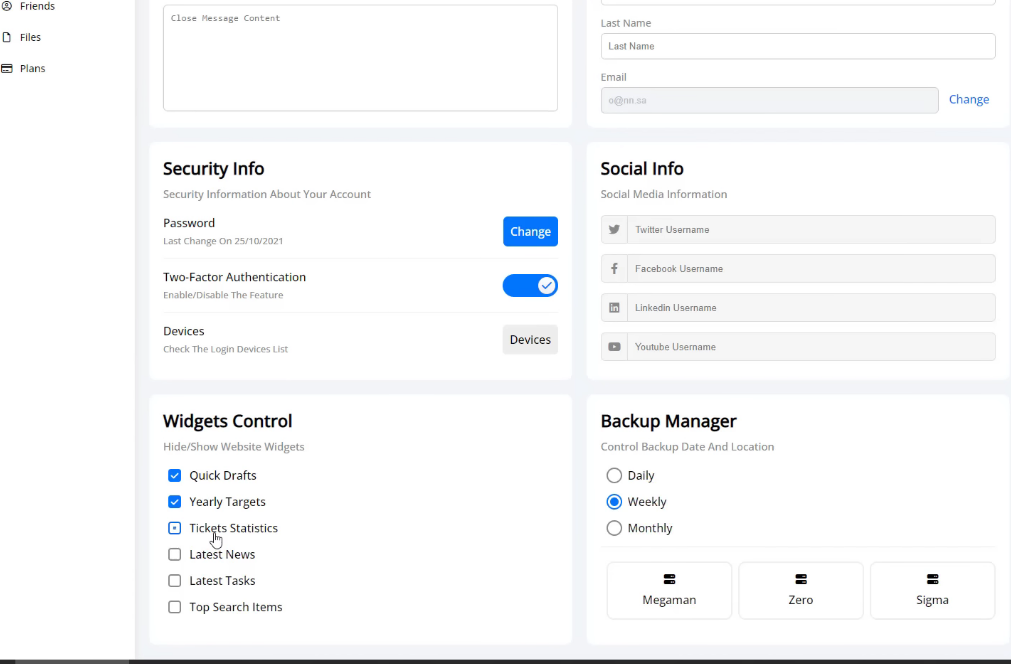 Friends
Files
Plans
Close Message Content
Last Name
Last Name
Email
o@nn.sa
Change
Security Info
Security Information About Your Account
Password
Last Change On 25/10/2021
Change
Two-Factor Authentication
Enable/Disable The Feature
Devices
Check The Login Devices List
Devices
Social Info
Social Media Information
Twitter Username
Facebook Username
Linkedin Username
Youtube Username
Widgets Control
Hide/Show Website Widgets
Quick Drafts
Yearly Targets
Tickets Statistics
Latest News
Latest Tasks
Top Search Items
Backup Manager
Control Backup Date And Location
Daily
Weekly
Monthly
Megaman
Zero
Sigma